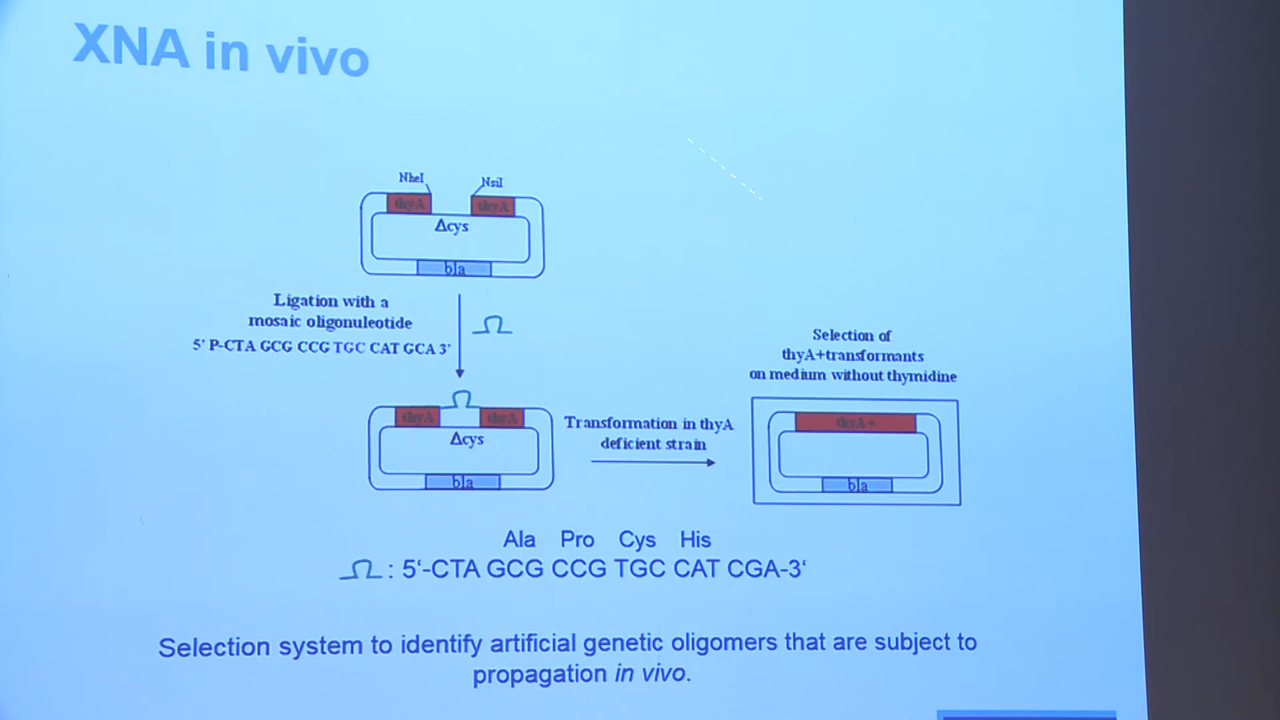 XNA in vivo
NheI
NsiI
thyA
thyA
Δcys
bla
Ligation with a
mosaic oligonuleotide
5' P-CTA GCG CCG TGC CAT GCA 3'
thyA
thyA
Δcys
bla
Transformation in thyA
deficient strain
Selection of
thyA+transformants
on medium without thymidine
thyA+
bla
Ala Pro Cys His
Ω : 5'-CTA GCG CCG TGC CAT CGA-3'
Selection system to identify artificial genetic oligomers that are subject to
propagation in vivo.